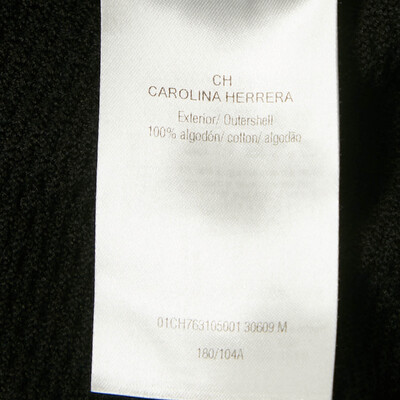 CH
CAROLINA HERRERA
Exterior/ Outershell
100% algodón/ cotton/ algodão
01CH763105001 30609 M
180/104A